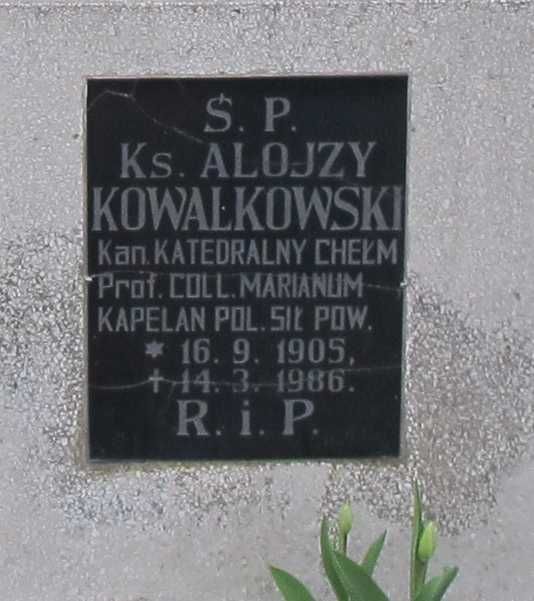 Ś. P.
Ks. ALOJZY
KOWALKOWSKI
Kan. KATEDRALNY CHEŁM
Prof. COLL. MARIANUM
KAPELAN POL. SIŁ POW.
* 16. 9. 1905,
† 14. 3. 1986.
R. i. P.